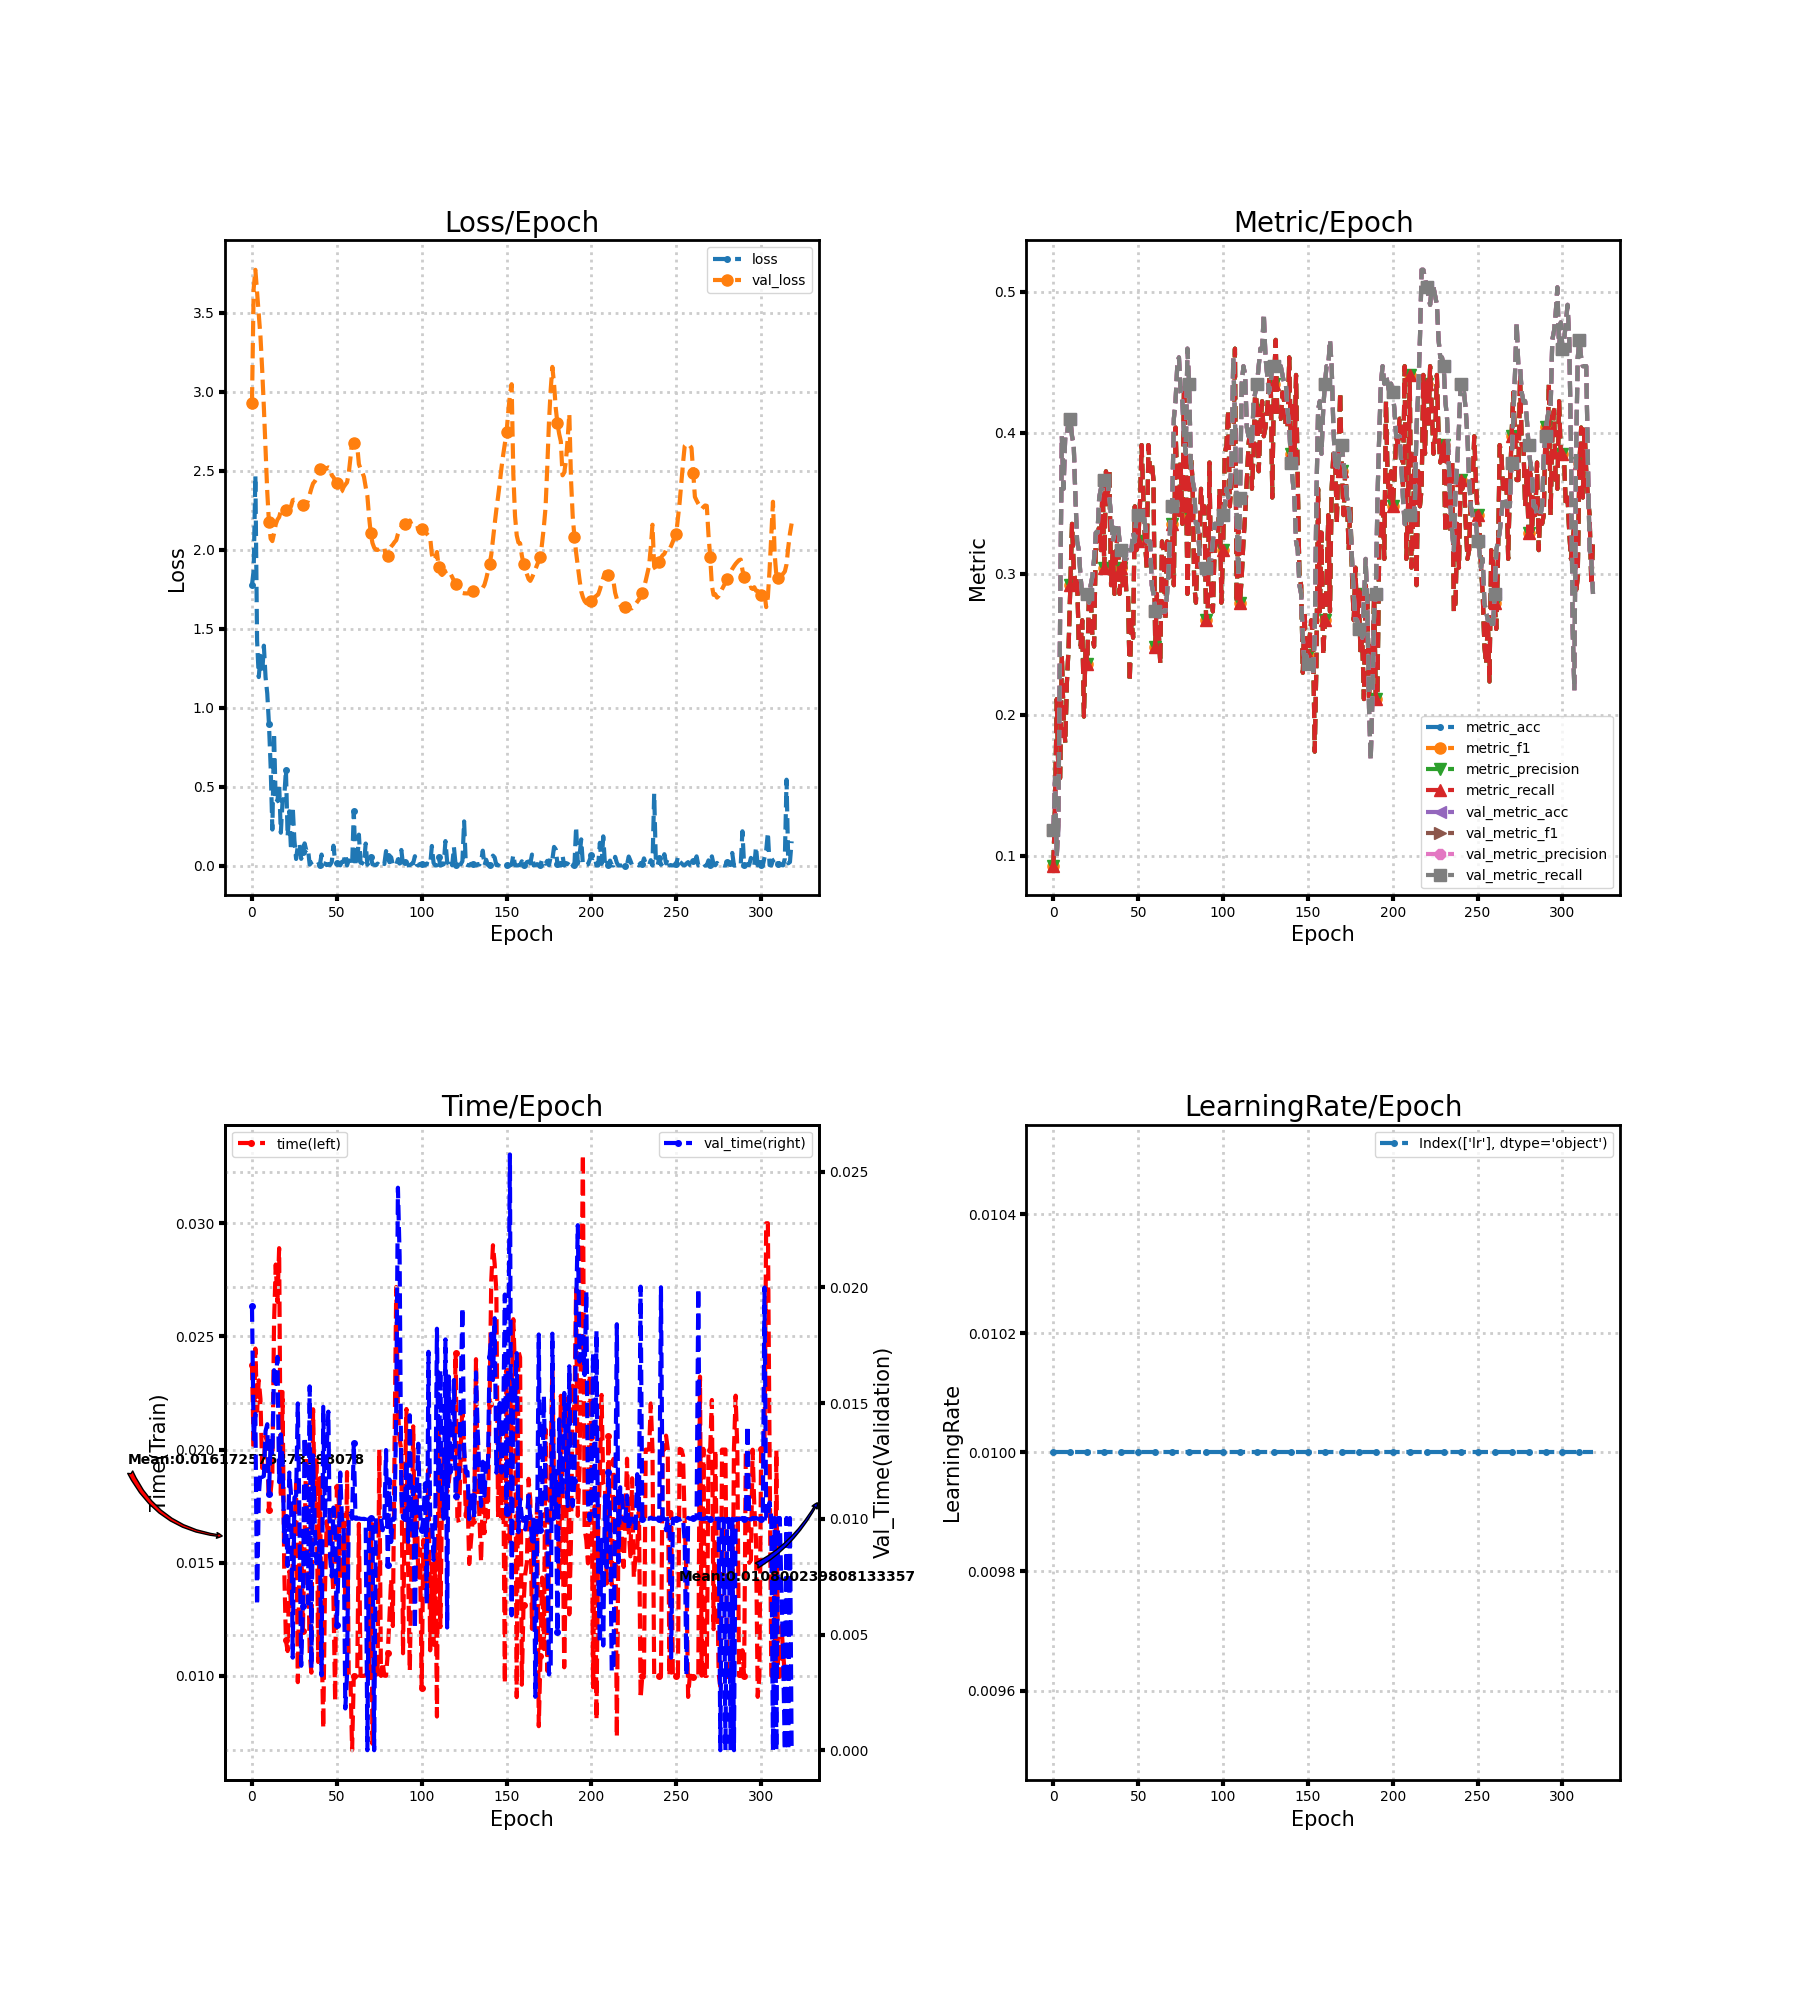 Loss/Epoch
loss
val_loss
3.5
3.0
2.5
2.0
1.5
1.0
0.5
0.0
Loss
0 50 100 150 200 250 300
Epoch
Metric/Epoch
0.5
0.4
0.3
0.2
0.1
Metric
metric_acc
metric_f1
metric_precision
metric_recall
val_metric_acc
val_metric_f1
val_metric_precision
val_metric_recall
0 50 100 150 200 250 300
Epoch
Time/Epoch
time(left)
val_time(right)
0.030
0.025
0.020
0.015
0.010
Time(Train)
0.025
0.020
0.015
0.010
0.005
0.000
Val_Time(Validation)
0 50 100 150 200 250 300
Epoch
LearningRate/Epoch
Index(['lr'], dtype='object')
0.0104
0.0102
0.0100
0.0098
0.0096
LearningRate
0 50 100 150 200 250 300
Epoch